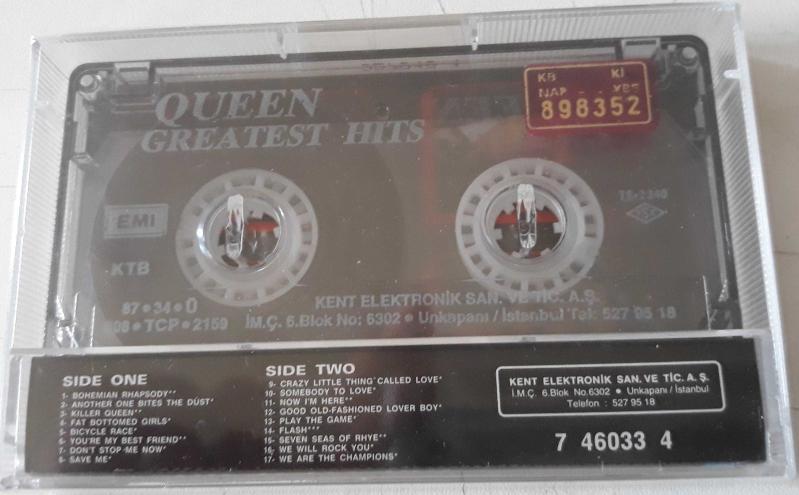 KB KI
NAP - - YBS
898352
QUEEN
GREATEST HITS
EMI
KTB
TS-2340
TSE
87•34•0
•TCP•2159
KENT ELEKTRONİK SAN. VE TİC. A.Ş.
İ.M.Ç. 6.Blok No: 6302 • Unkapanı / İstanbul Tel: 527 95 18
SIDE ONE
1- BOHEMIAN RHAPSODY**
2- ANOTHER ONE BITES THE DUST*
3- KILLER QUEEN**
4- FAT BOTTOMED GIRLS*
5- BICYCLE RACE*
6- YOU'RE MY BEST FRIEND**
7- DON'T STOP ME NOW*
8- SAVE ME*
SIDE TWO
9- CRAZY LITTLE THING CALLED LOVE*
10- SOMEBODY TO LOVE*
11- NOW I'M HERE**
12- GOOD OLD-FASHIONED LOVER BOY*
13- PLAY THE GAME*
14- FLASH***
15- SEVEN SEAS OF RHYE**
16- WE WILL ROCK YOU*
17- WE ARE THE CHAMPIONS*
KENT ELEKTRONİK SAN. VE TİC. A. Ş.
İ.M.Ç. 6.Blok No.6302 • Unkapanı / İstanbul
Telefon : 527 95 18
7 46033 4